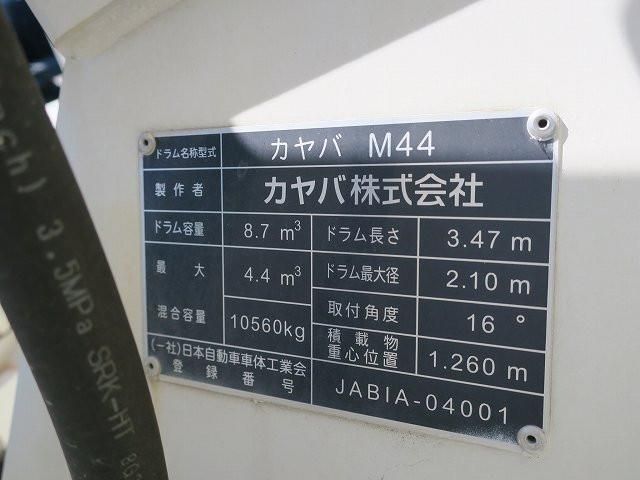 ドラム名称型式 カヤバ M44
製作者 カヤバ株式会社
ドラム容量 8.7 m³ ドラム長さ 3.47 m
最大 4.4 m³ ドラム最大径 2.10 m
混合容量 10560kg 取付角度 16 °
積載物
重心位置 1.260 m
(一社)日本自動車車体工業会
登録番号 JABIA-04001
3.5MPa SRK-HT